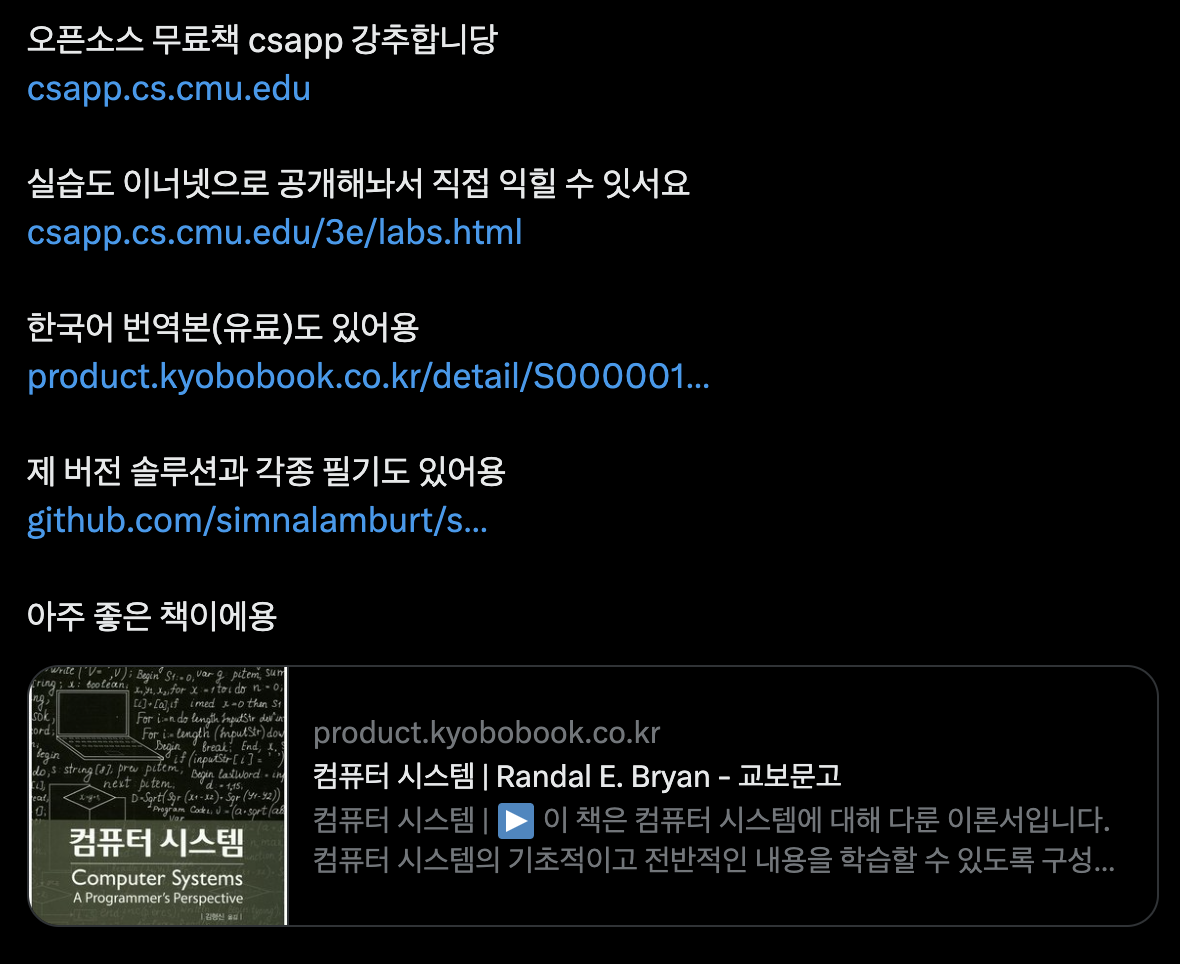 오픈소스 무료책 csapp 강추합니당
csapp.cs.cmu.edu
실습도 이너넷으로 공개해놔서 직접 익힐 수 잇서요
csapp.cs.cmu.edu/3e/labs.html
한국어 번역본(유료)도 있어용
product.kyobobook.co.kr/detail/S000001...
제 버전 솔루션과 각종 필기도 있어용
github.com/simnalamburt/s...
아주 좋은 책이에용
컴퓨터 시스템
Computer Systems
A Programmer's Perspective
| 김형신 옮김 |
product.kyobobook.co.kr
컴퓨터 시스템 | Randal E. Bryan - 교보문고
컴퓨터 시스템 | ▶️ 이 책은 컴퓨터 시스템에 대해 다룬 이론서입니다.
컴퓨터 시스템의 기초적이고 전반적인 내용을 학습할 수 있도록 구성...